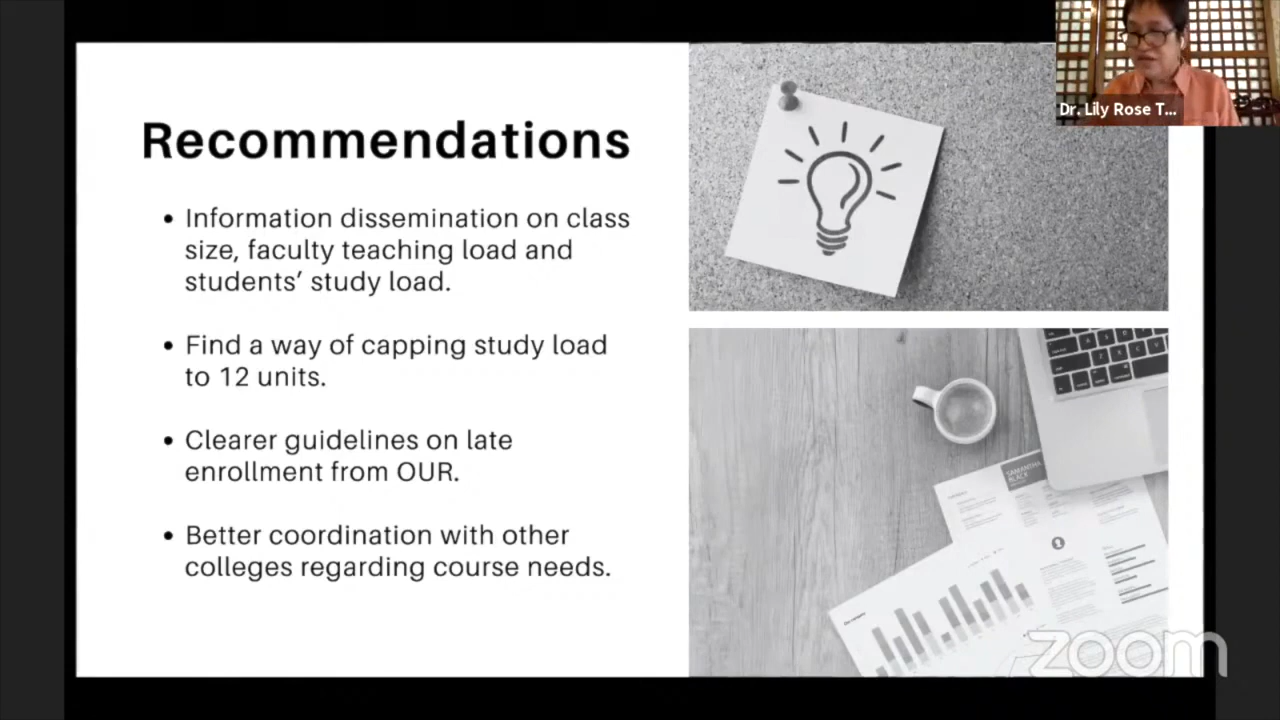 Dr. Lily Rose T...
Recommendations
• Information dissemination on class
size, faculty teaching load and
students' study load.
• Find a way of capping study load
to 12 units.
• Clearer guidelines on late
enrollment from OUR.
• Better coordination with other
colleges regarding course needs.
SAMANTHA
BLACK
zoom